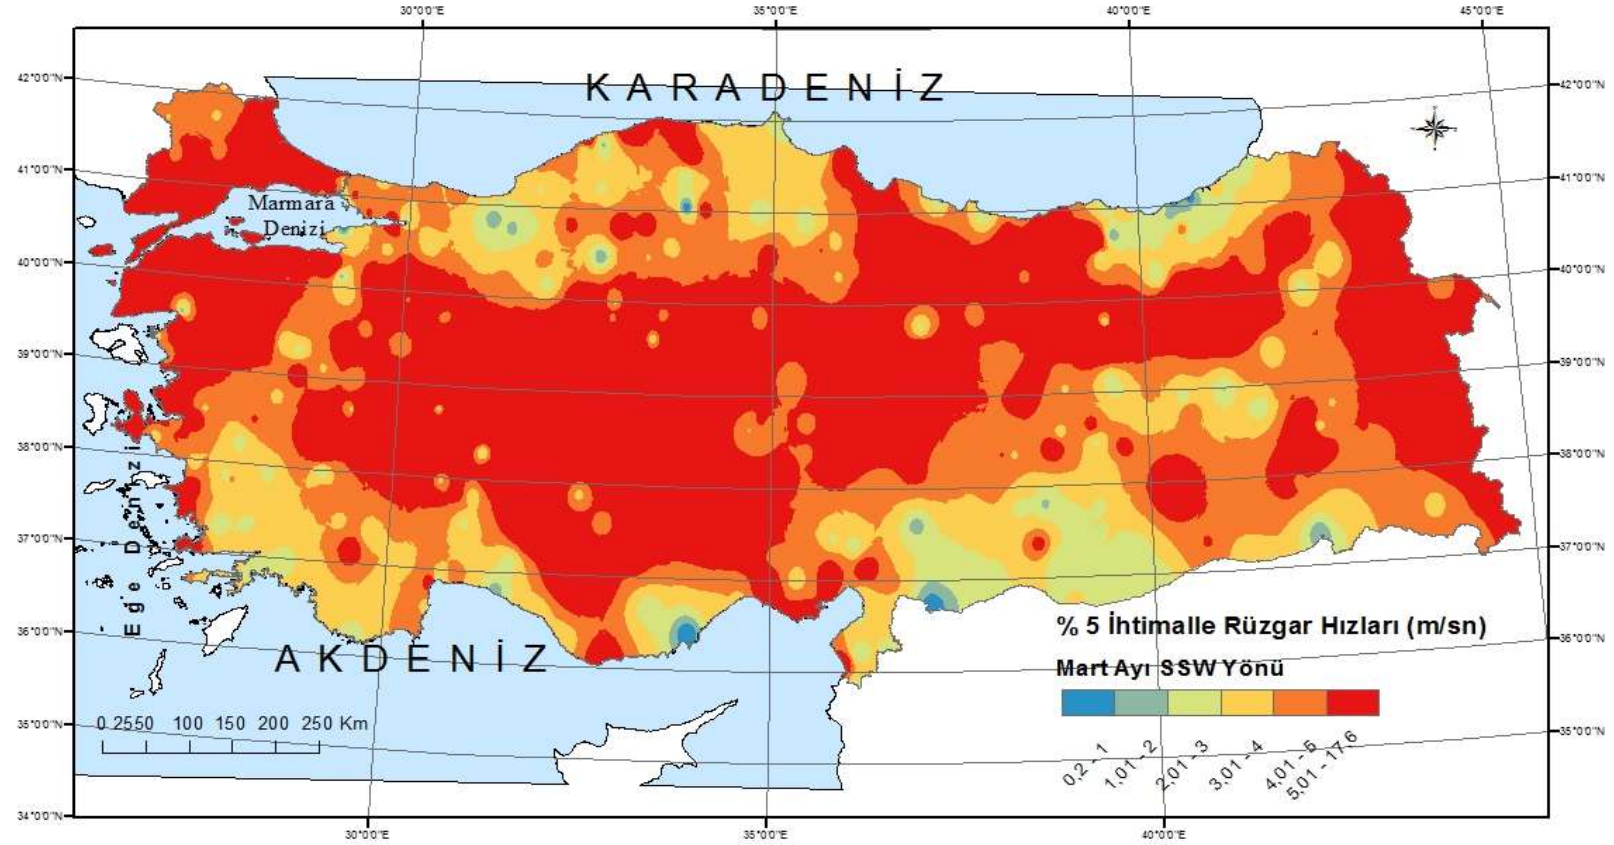 30°0'0"E 35°0'0"E 40°0'0"E 45°0'0"E
42°0'0"N 42°0'0"N
KARADENİZ
41°0'0"N 41°0'0"N
Marmara
Denizi
40°0'0"N 40°0'0"N
39°0'0"N 39°0'0"N
38°0'0"N 38°0'0"N
Ege Denizi
37°0'0"N 37°0'0"N
36°0'0"N 36°0'0"N
AKDENİZ
% 5 İhtimalle Rüzgar Hızları (m/sn)
Mart Ayı SSW Yönü
0,2 - 1
1,01 - 2
2,01 - 3
3,01 - 4
4,01 - 5
5,01 - 17,6
0 2550 100 150 200 250 Km
35°0'0"N 35°0'0"N
34°0'0"N
30°0'0"E 35°0'0"E 40°0'0"E